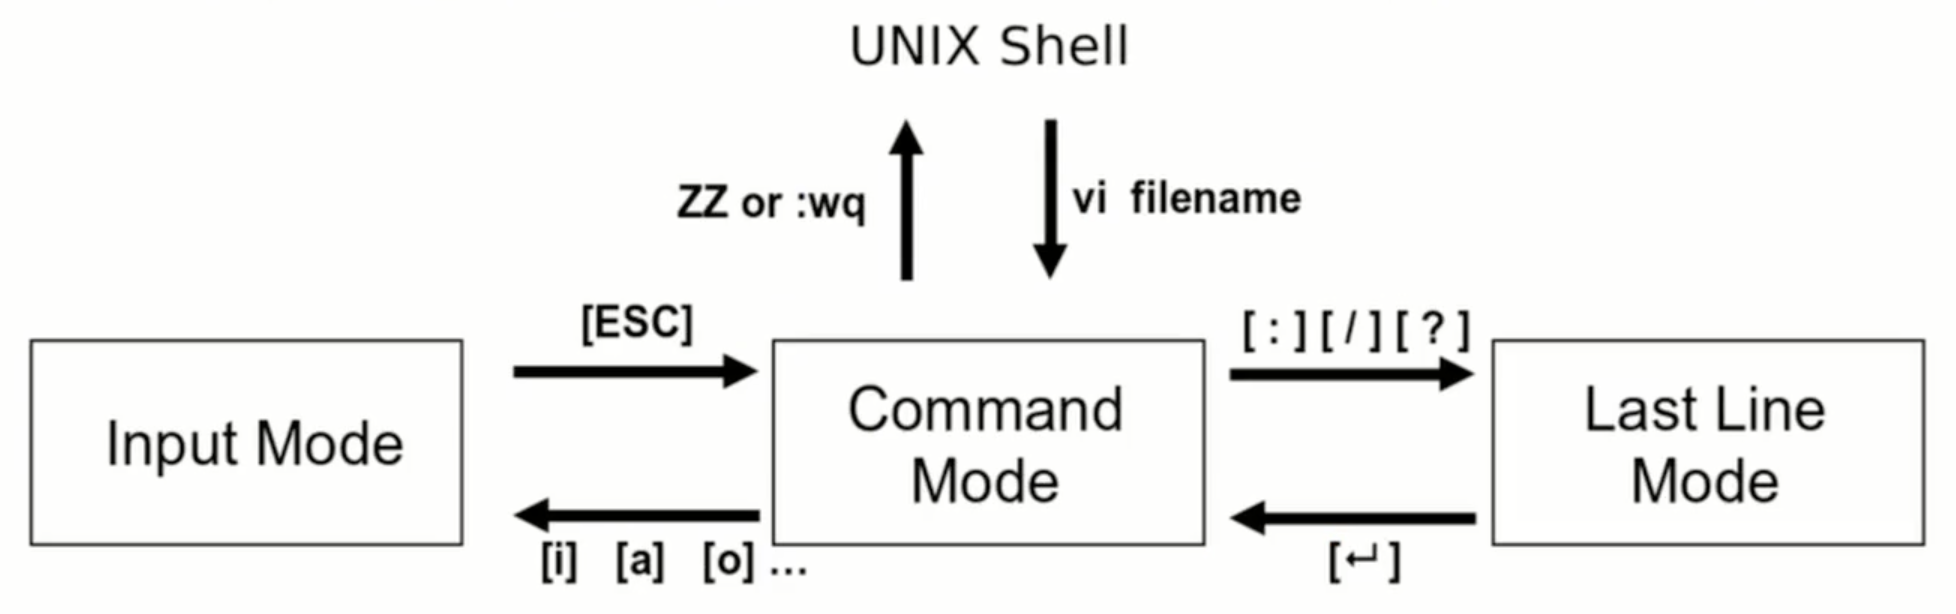 UNIX Shell
ZZ or :wq
vi filename
[ESC]
[ : ] [ / ] [ ? ]
Input Mode
Command
Mode
Last Line
Mode
[i] [a] [o] ...
[↵]